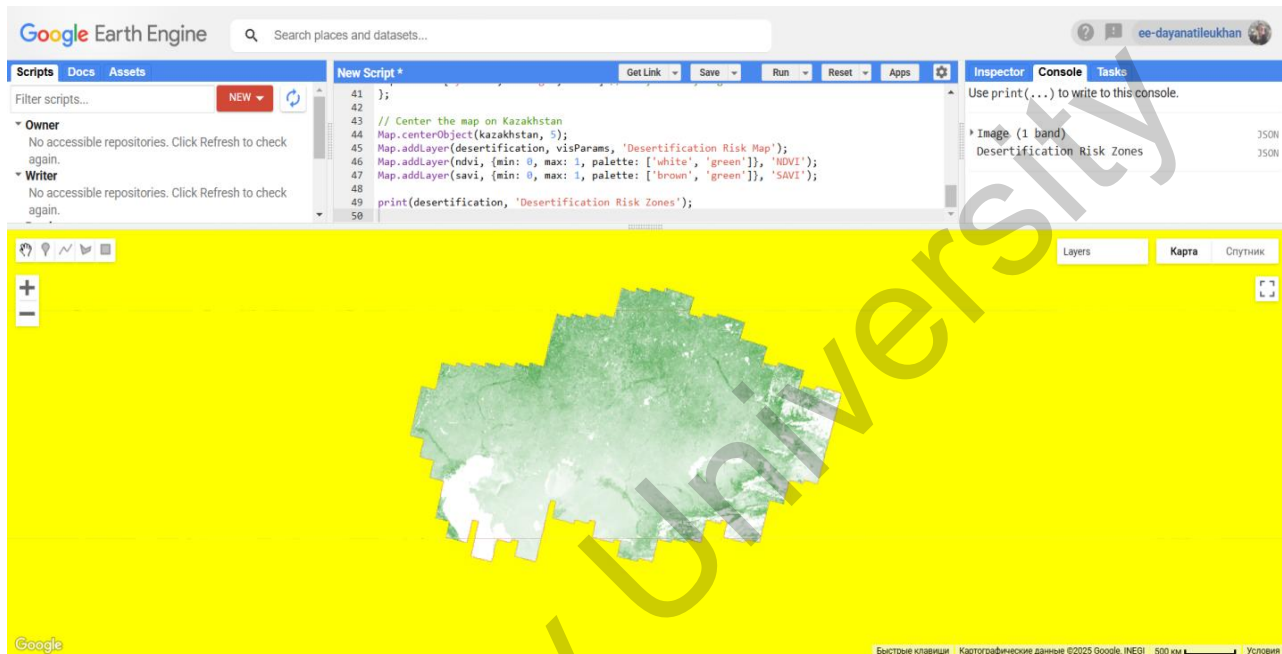 Google Earth Engine
Search places and datasets...
ee-dayanatileukhan
Scripts Docs Assets
Filter scripts...
NEW
Owner
No accessible repositories. Click Refresh to check
again.
Writer
No accessible repositories. Click Refresh to check
again.
New Script *
Get Link Save Run Reset Apps
41 };
42
43 // Center the map on Kazakhstan
44 Map.centerObject(kazakhstan, 5);
45 Map.addLayer(desertification, visParams, 'Desertification Risk Map');
46 Map.addLayer(ndvi, {min: 0, max: 1, palette: ['white', 'green']}, 'NDVI');
47 Map.addLayer(savi, {min: 0, max: 1, palette: ['brown', 'green']}, 'SAVI');
48
49 print(desertification, 'Desertification Risk Zones');
50
Inspector Console Tasks
Use print(...) to write to this console.
Image (1 band) JSON
Desertification Risk Zones JSON
Layers
Карта Спутник
University
Google
Быстрые клавиши Картографические данные ©2025 Google, INEGI 500 км Условия